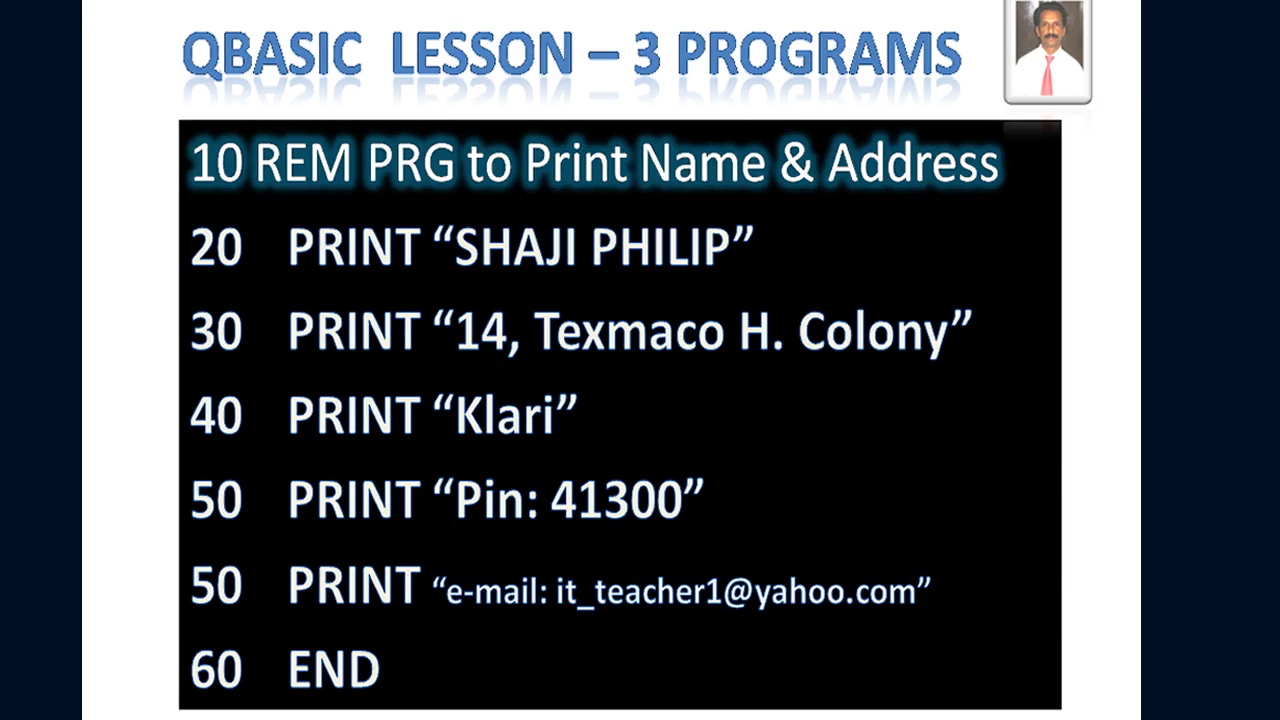 QBASIC LESSON – 3 PROGRAMS
10 REM PRG to Print Name & Address
20 PRINT “SHAJI PHILIP”
30 PRINT “14, Texmaco H. Colony”
40 PRINT “Klari”
50 PRINT “Pin: 41300”
50 PRINT “e-mail: it_teacher1@yahoo.com”
60 END